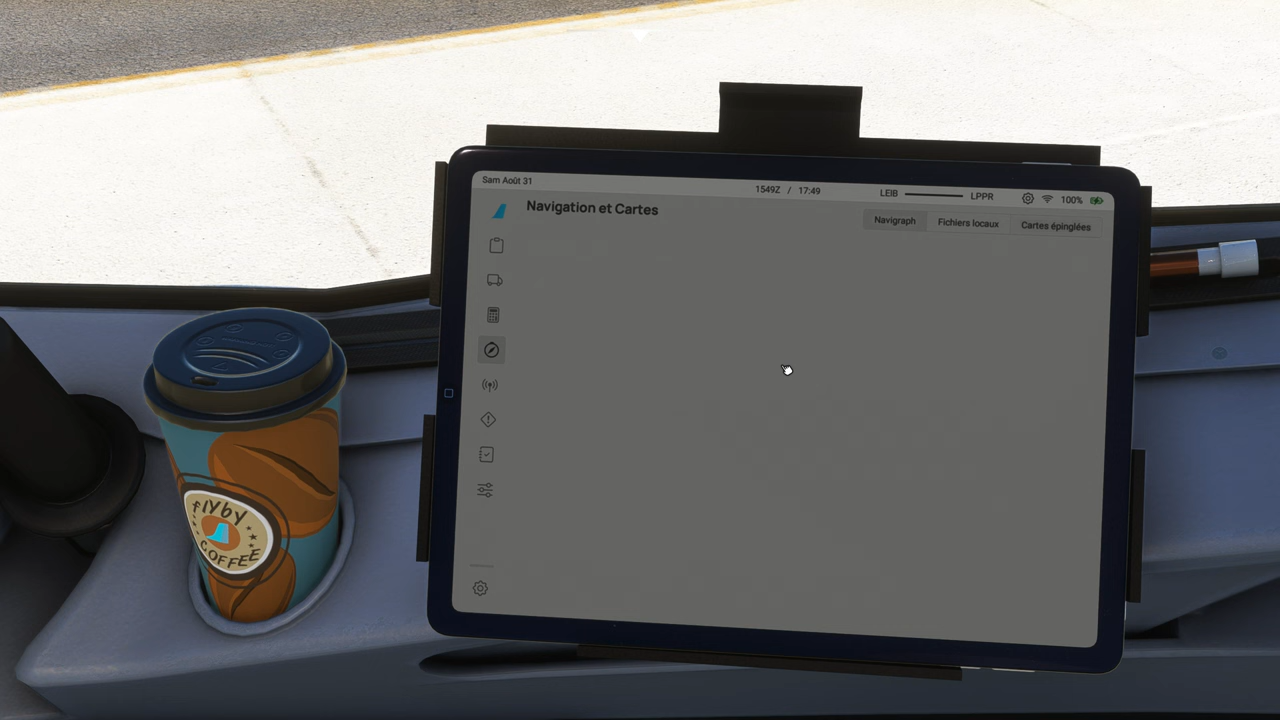 Sam Août 31
1549Z / 17:49
LEIB
LPPR
100%
Navigation et Cartes
Navigraph
Fichiers locaux
Cartes épinglées
flyby
COFFEE